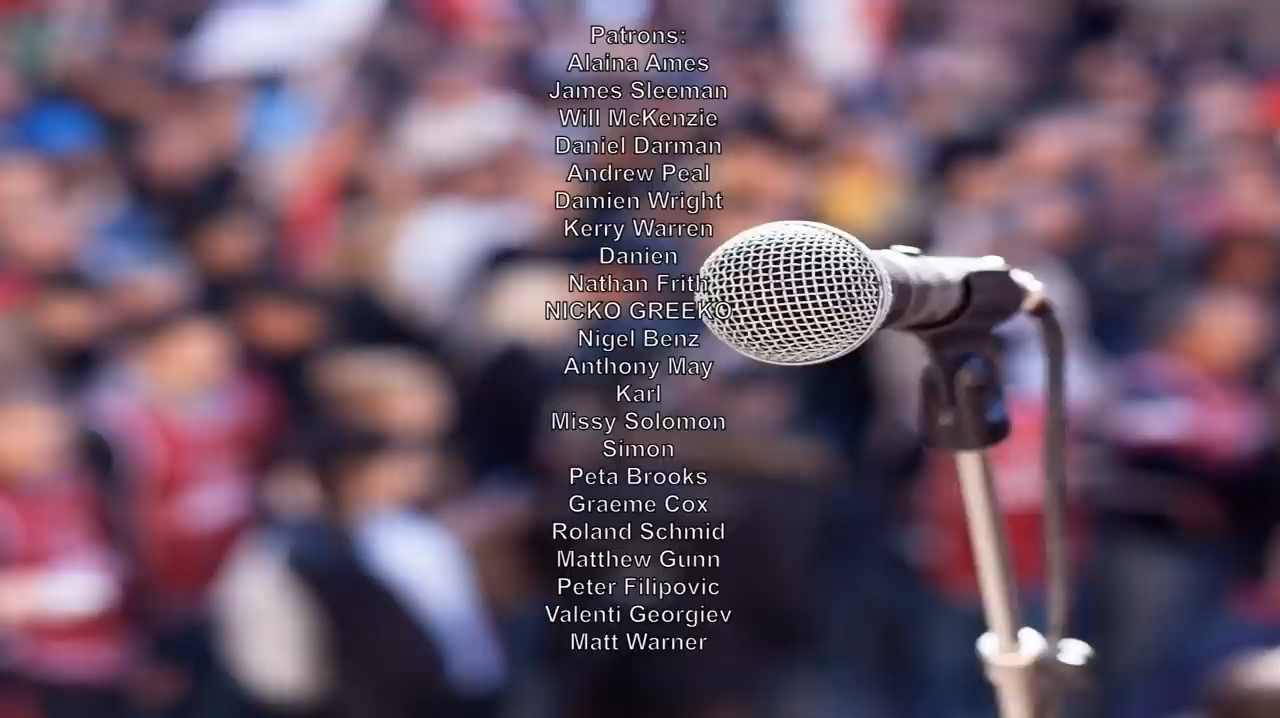 Patrons:
Alaina Ames
James Sleeman
Will McKenzie
Daniel Darman
Andrew Peal
Damien Wright
Kerry Warren
Danien
Nathan Frith
NICKO GREEKO
Nigel Benz
Anthony May
Karl
Missy Solomon
Simon
Peta Brooks
Graeme Cox
Roland Schmid
Matthew Gunn
Peter Filipovic
Valenti Georgiev
Matt Warner